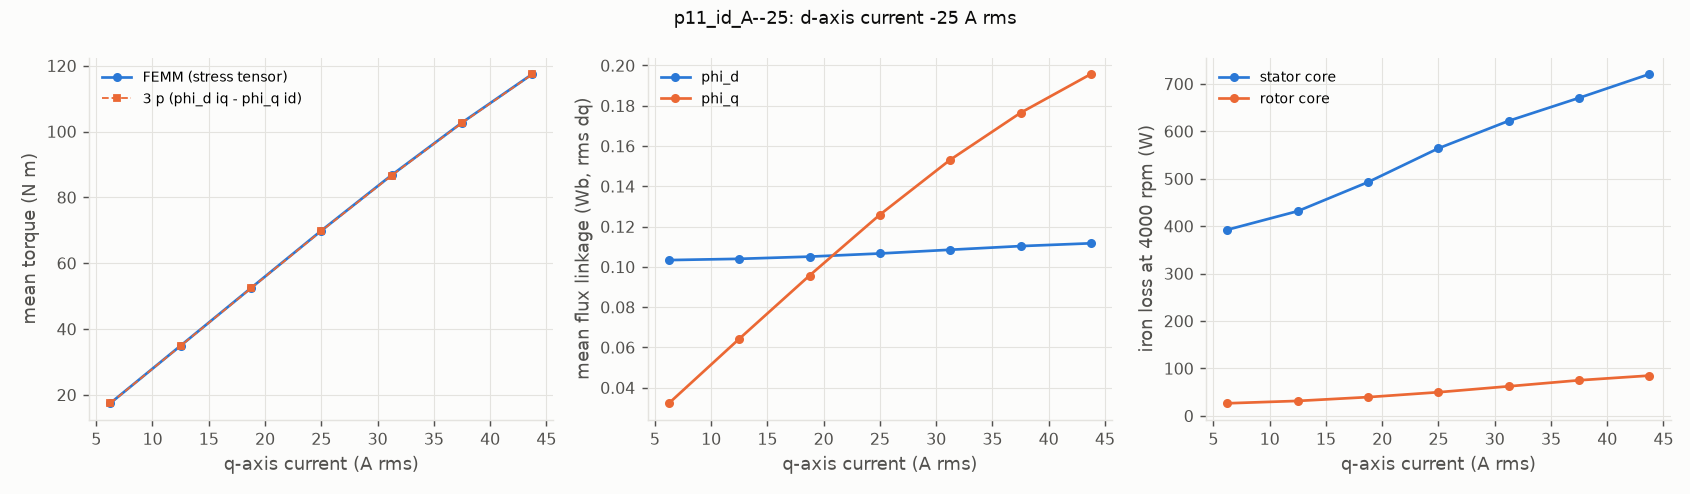 p11_id_A--25: d-axis current -25 A rms
FEMM (stress tensor)
3 p (phi_d iq - phi_q id)
mean torque (N m)
120
100
80
60
40
20
5 10 15 20 25 30 35 40 45
q-axis current (A rms)
phi_d
phi_q
mean flux linkage (Wb, rms dq)
0.20
0.18
0.16
0.14
0.12
0.10
0.08
0.06
0.04
5 10 15 20 25 30 35 40 45
q-axis current (A rms)
stator core
rotor core
iron loss at 4000 rpm (W)
700
600
500
400
300
200
100
0
5 10 15 20 25 30 35 40 45
q-axis current (A rms)